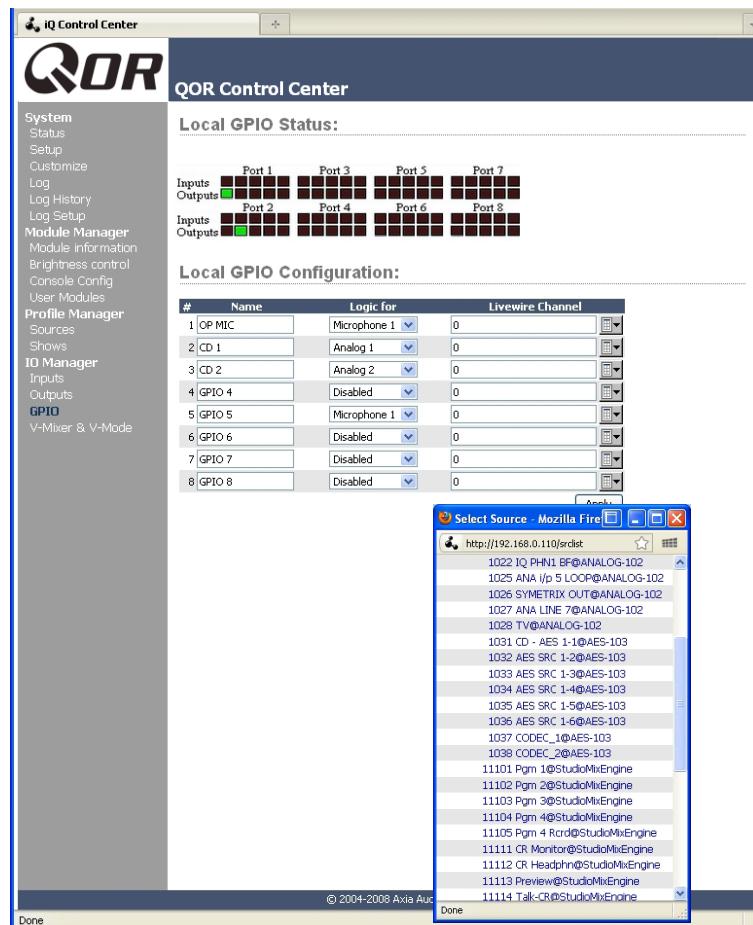 iQ Control Center
QOR
QOR Control Center
System
Status
Setup
Customize
Log
Log History
Log Setup
Module Manager
Module information
Brightness control
Console Config
User Modules
Profile Manager
Sources
Shows
IO Manager
Inputs
Outputs
GPIO
V-Mixer & V-Mode
Local GPIO Status:
Port 1 Port 3 Port 5 Port 7
Inputs
Outputs
Port 2 Port 4 Port 6 Port 8
Inputs
Outputs
Local GPIO Configuration:
# Name Logic for Livewire Channel
1 OP MIC Microphone 1 0
2 CD 1 Analog 1 0
3 CD 2 Analog 2 0
4 GPIO 4 Disabled 0
5 GPIO 5 Microphone 1 0
6 GPIO 6 Disabled 0
7 GPIO 7 Disabled 0
8 GPIO 8 Disabled 0
Select Source - Mozilla Fire
http://192.168.0.110/srclist
1022 IQ PHN1 BF@ANALOG-102
1025 ANA i/p 5 LOOP@ANALOG-102
1026 SYMETRIX OUT@ANALOG-102
1027 ANA LINE 7@ANALOG-102
1028 TV@ANALOG-102
1031 CD - AES 1-1@AES-103
1032 AES SRC 1-2@AES-103
1033 AES SRC 1-3@AES-103
1034 AES SRC 1-4@AES-103
1035 AES SRC 1-5@AES-103
1036 AES SRC 1-6@AES-103
1037 CODEC_1@AES-103
1038 CODEC_2@AES-103
11101 Pgm 1@StudioMixEngine
11102 Pgm 2@StudioMixEngine
11103 Pgm 3@StudioMixEngine
11104 Pgm 4@StudioMixEngine
11105 Pgm 4 Rcrd@StudioMixEngine
11111 CR Monitor@StudioMixEngine
11112 CR Headphn@StudioMixEngine
11113 Preview@StudioMixEngine
11114 Talk-CR@StudioMixEngine
Done
© 2004-2008 Axia Auc
Done